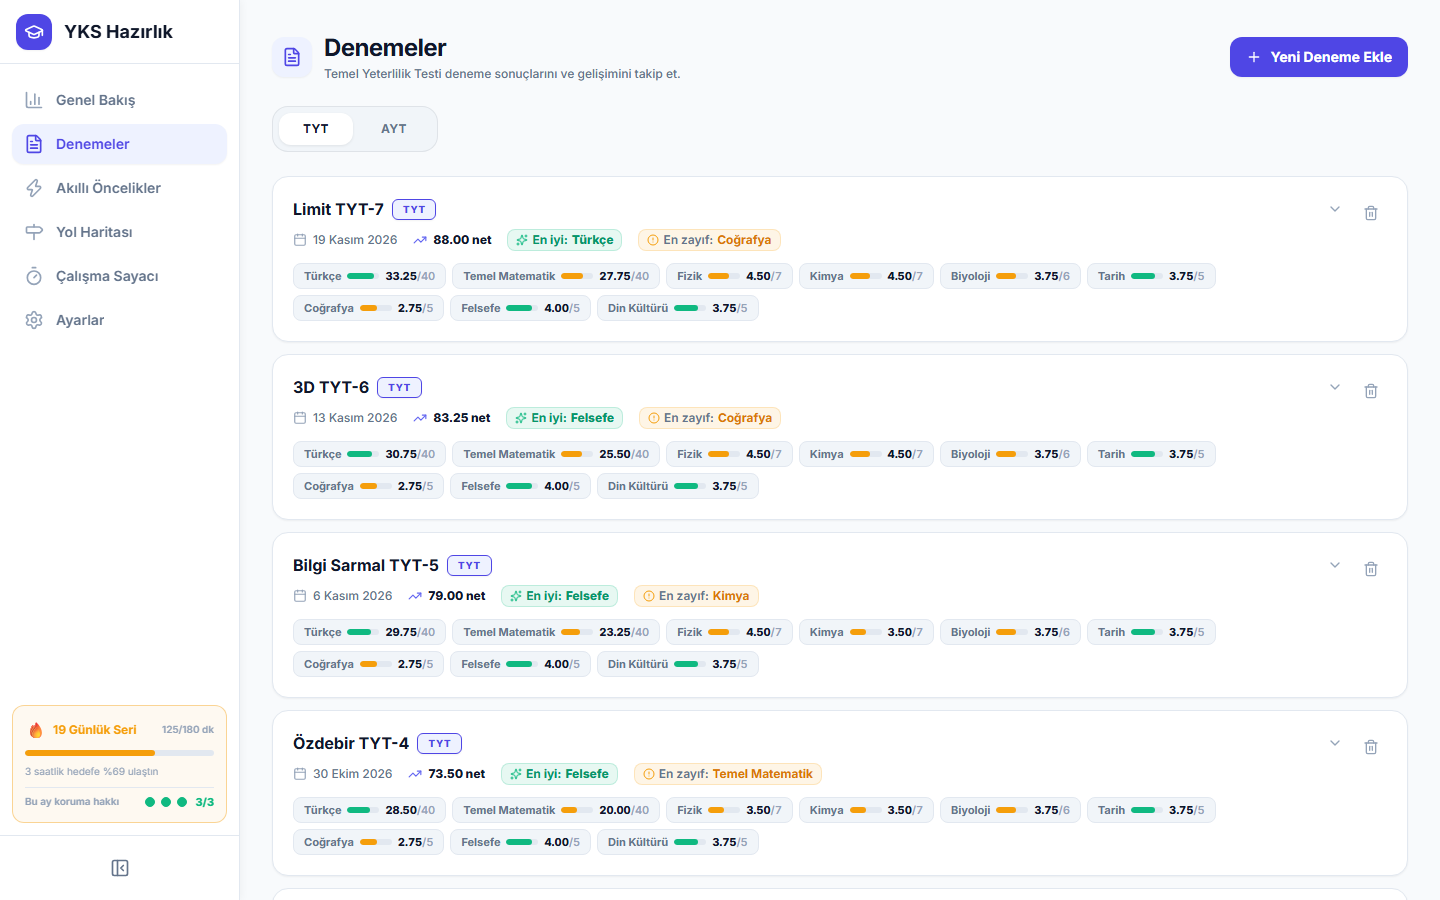 YKS Hazırlık
Genel Bakış
Denemeler
Akıllı Öncelikler
Yol Haritası
Çalışma Sayacı
Ayarlar
19 Günlük Seri 125/180 dk
3 saatlik hedefe %69 ulaştın
Bu ay koruma hakkı 3/3
Denemeler
Temel Yeterlilik Testi deneme sonuçlarını ve gelişimini takip et.
Yeni Deneme Ekle
TYT AYT
Limit TYT-7 TYT
19 Kasım 2026 88.00 net En iyi: Türkçe En zayıf: Coğrafya
Türkçe 33.25/40 Temel Matematik 27.75/40 Fizik 4.50/7 Kimya 4.50/7 Biyoloji 3.75/6 Tarih 3.75/5
Coğrafya 2.75/5 Felsefe 4.00/5 Din Kültürü 3.75/5
3D TYT-6 TYT
13 Kasım 2026 83.25 net En iyi: Felsefe En zayıf: Coğrafya
Türkçe 30.75/40 Temel Matematik 25.50/40 Fizik 4.50/7 Kimya 4.50/7 Biyoloji 3.75/6 Tarih 3.75/5
Coğrafya 2.75/5 Felsefe 4.00/5 Din Kültürü 3.75/5
Bilgi Sarmal TYT-5 TYT
6 Kasım 2026 79.00 net En iyi: Felsefe En zayıf: Kimya
Türkçe 29.75/40 Temel Matematik 23.25/40 Fizik 4.50/7 Kimya 3.50/7 Biyoloji 3.75/6 Tarih 3.75/5
Coğrafya 2.75/5 Felsefe 4.00/5 Din Kültürü 3.75/5
Özdebir TYT-4 TYT
30 Ekim 2026 73.50 net En iyi: Felsefe En zayıf: Temel Matematik
Türkçe 28.50/40 Temel Matematik 20.00/40 Fizik 3.50/7 Kimya 3.50/7 Biyoloji 3.75/6 Tarih 3.75/5
Coğrafya 2.75/5 Felsefe 4.00/5 Din Kültürü 3.75/5